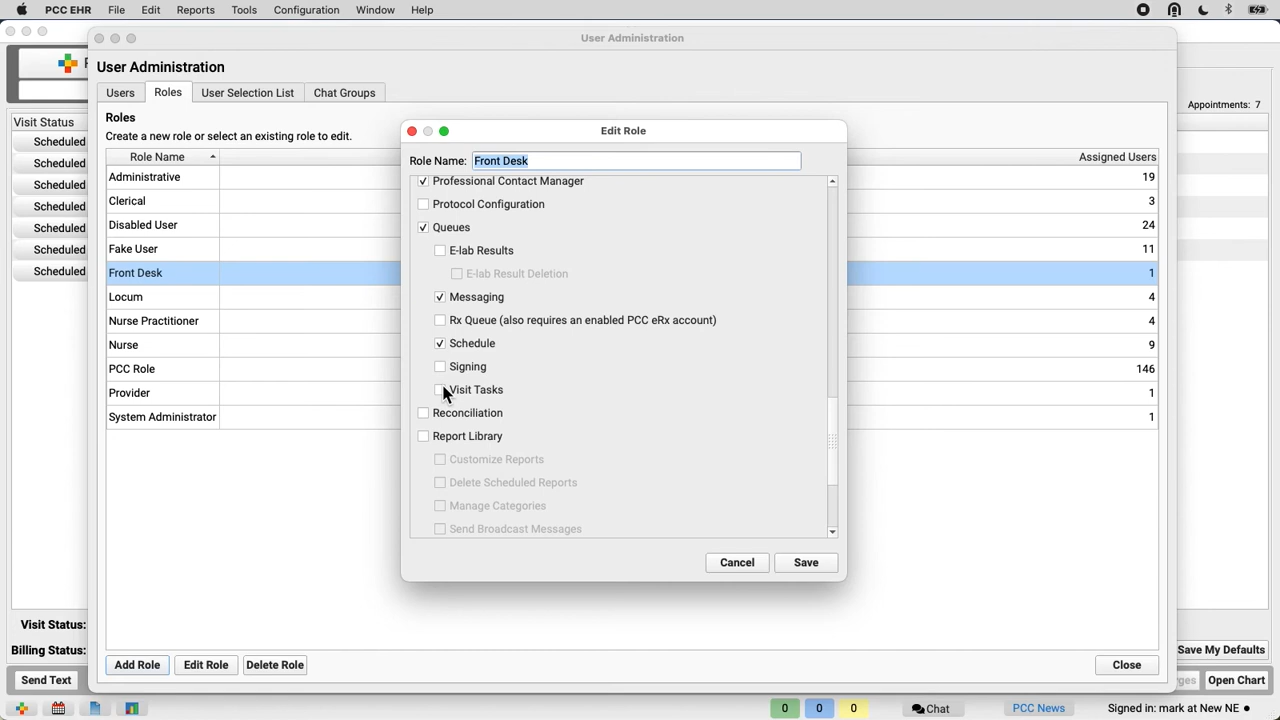 PCC EHR File Edit Reports Tools Configuration Window Help
User Administration
User Administration
Users Roles User Selection List Chat Groups
Appointments: 7
Roles
Create a new role or select an existing role to edit.
Visit Status
Scheduled
Scheduled
Scheduled
Scheduled
Scheduled
Scheduled
Scheduled
Role Name Assigned Users
Administrative 19
Clerical 3
Disabled User 24
Fake User 11
Front Desk 1
Locum 4
Nurse Practitioner 4
Nurse 9
PCC Role 146
Provider 1
System Administrator 1
Edit Role
Role Name: Front Desk
Professional Contact Manager
Protocol Configuration
Queues
E-lab Results
E-lab Result Deletion
Messaging
Rx Queue (also requires an enabled PCC eRx account)
Schedule
Signing
Visit Tasks
Reconciliation
Report Library
Customize Reports
Delete Scheduled Reports
Manage Categories
Send Broadcast Messages
Cancel Save
Visit Status:
Billing Status:
Save My Defaults
Add Role Edit Role Delete Role Close
Send Text Open Chart
0 0 0 Chat PCC News Signed in: mark at New NE